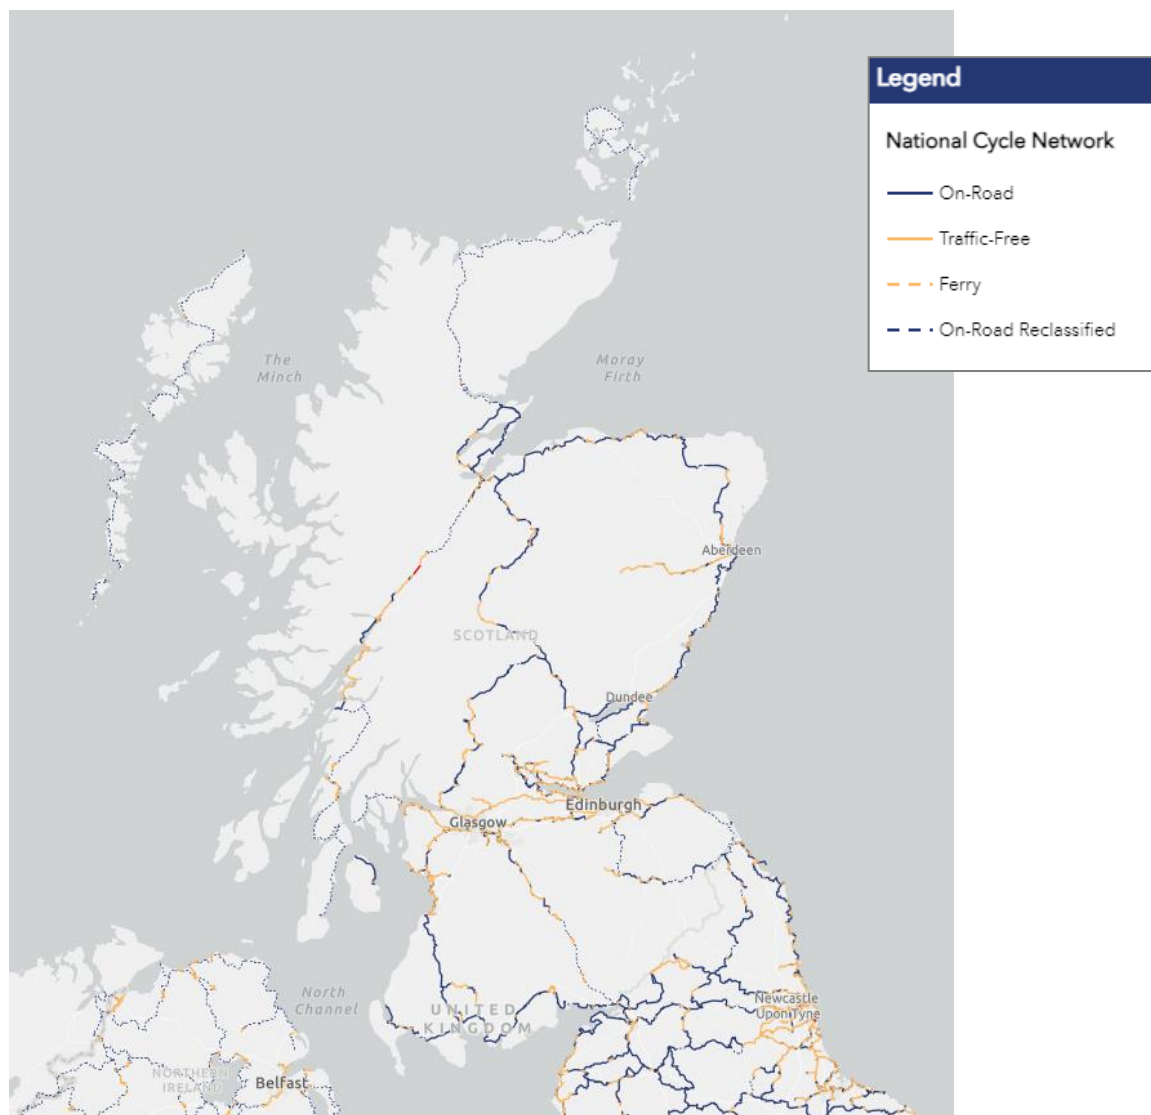 Legend
National Cycle Network
On-Road
Traffic-Free
Ferry
On-Road Reclassified
The
Minch
Moray
Firth
Aberdeen
SCOTLAND
Dundee
Edinburgh
Glasgow
North
Channel
UNITED
KINGDOM
Newcastle
Upon Tyne
NORTHERN
IRELAND
Belfast